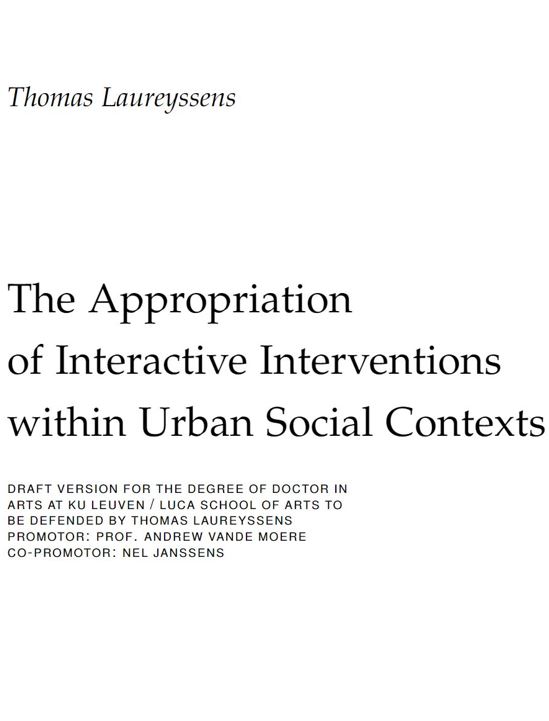 Thomas Laureyssens
The Appropriation
of Interactive Interventions
within Urban Social Contexts
DRAFT VERSION FOR THE DEGREE OF DOCTOR IN
ARTS AT KU LEUVEN / LUCA SCHOOL OF ARTS TO
BE DEFENDED BY THOMAS LAUREYSSENS
PROMOTOR: PROF. ANDREW VANDE MOERE
CO-PROMOTOR: NEL JANSSENS